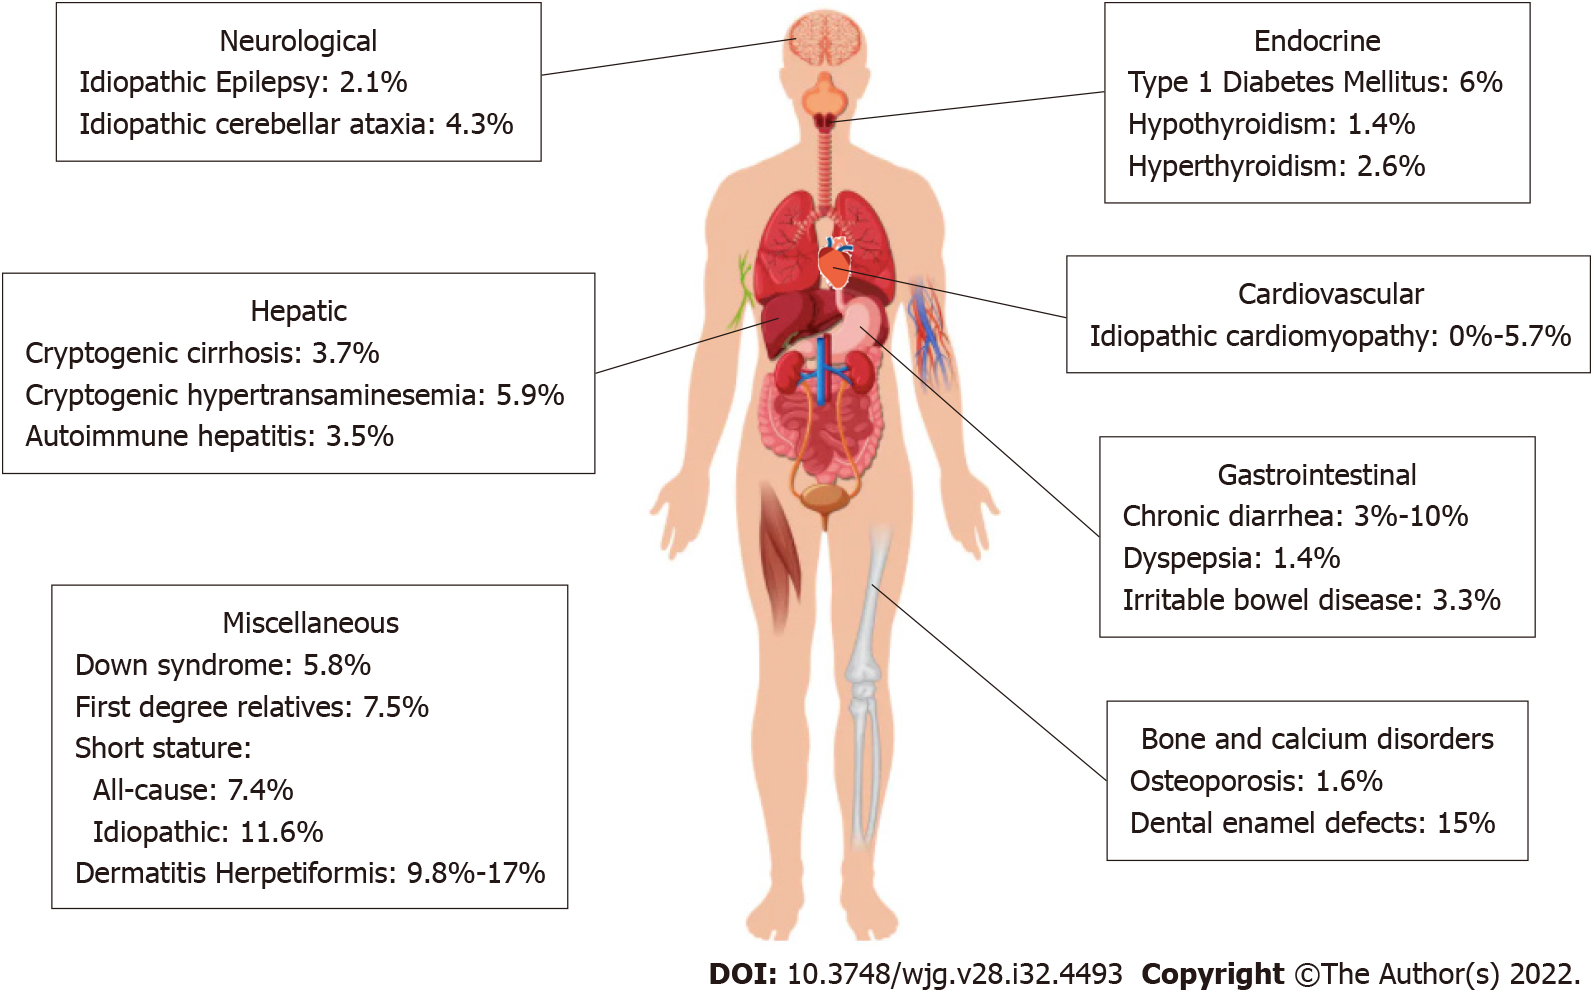 Neurological
Idiopathic Epilepsy: 2.1%
Idiopathic cerebellar ataxia: 4.3%
Endocrine
Type 1 Diabetes Mellitus: 6%
Hypothyroidism: 1.4%
Hyperthyroidism: 2.6%
Hepatic
Cryptogenic cirrhosis: 3.7%
Cryptogenic hypertransaminesemia: 5.9%
Autoimmune hepatitis: 3.5%
Cardiovascular
Idiopathic cardiomyopathy: 0%-5.7%
Gastrointestinal
Chronic diarrhea: 3%-10%
Dyspepsia: 1.4%
Irritable bowel disease: 3.3%
Miscellaneous
Down syndrome: 5.8%
First degree relatives: 7.5%
Short stature:
All-cause: 7.4%
Idiopathic: 11.6%
Dermatitis Herpetiformis: 9.8%-17%
Bone and calcium disorders
Osteoporosis: 1.6%
Dental enamel defects: 15%
DOI: 10.3748/wjg.v28.i32.4493 Copyright ©The Author(s) 2022.